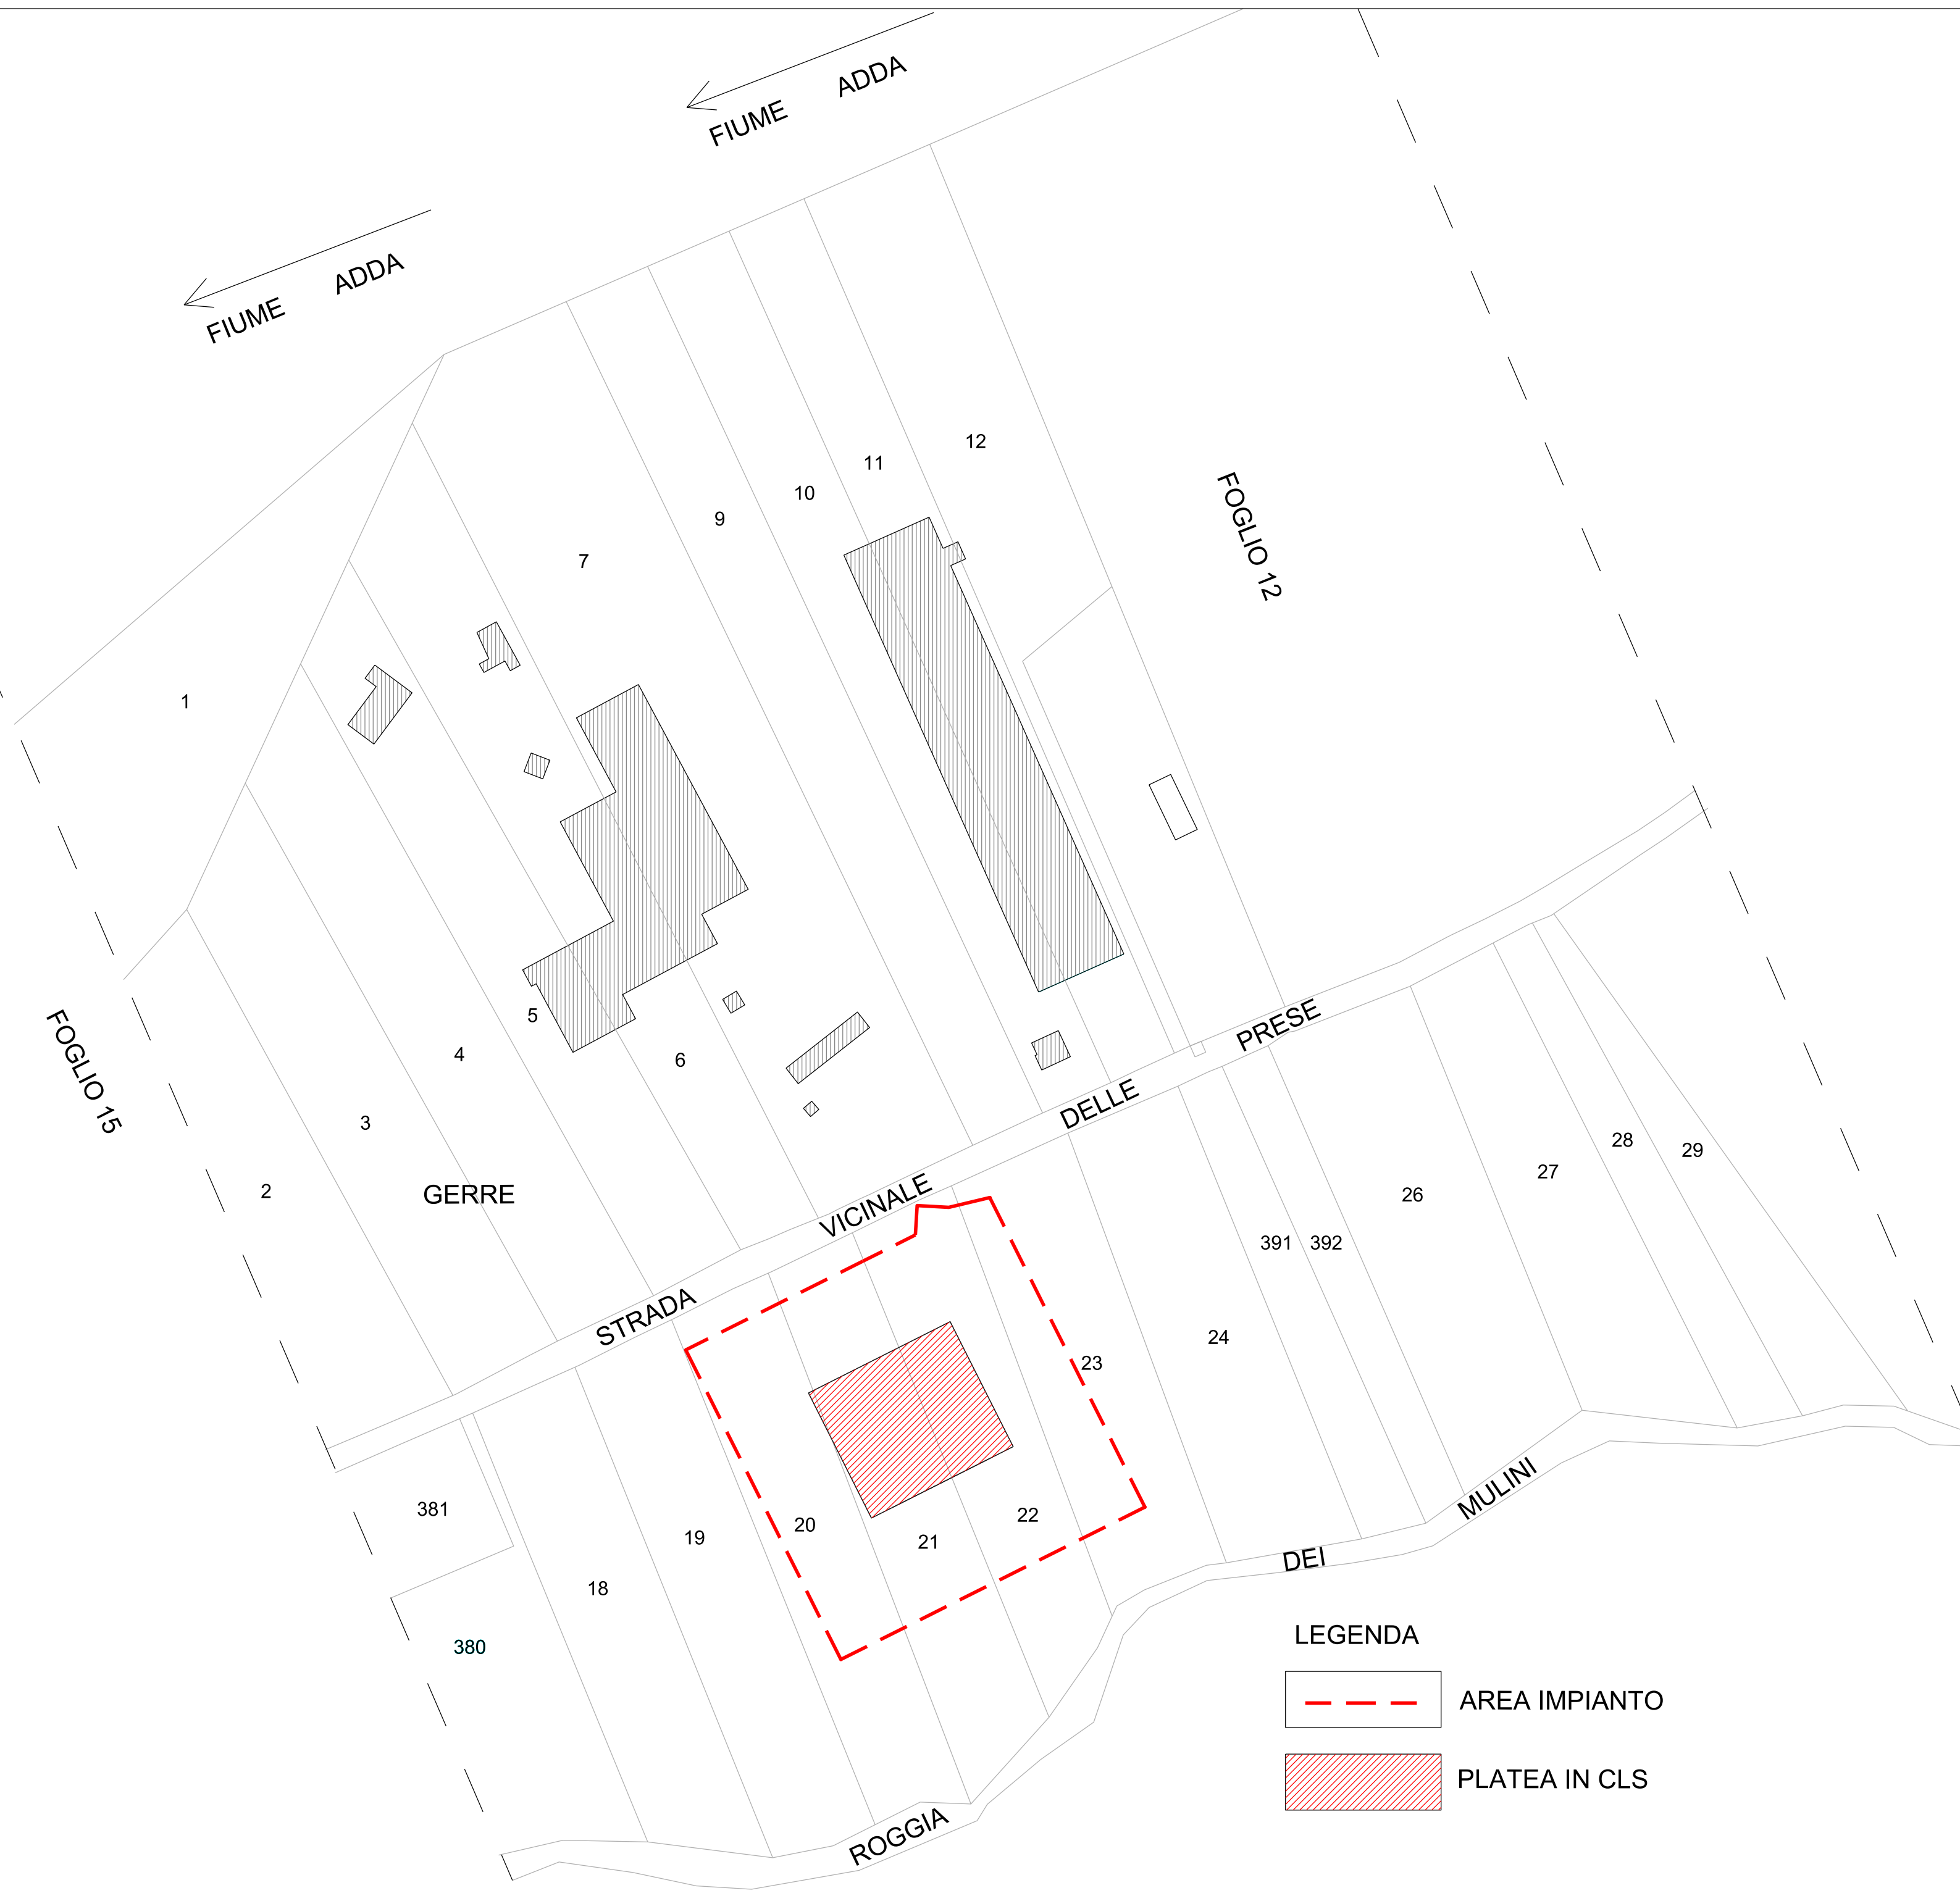 FIUME ADDA
FIUME ADDA
12
11
10
9
7
FOGLIO 12
1
FOGLIO 15
5
4
6
3
2
GERRE
STRADA VICINALE DELLE PRESE
28
29
27
26
391
392
24
23
381
22
20
21
19
18
380
ROGGIA DEI MULINI
LEGENDA
AREA IMPIANTO
PLATEA IN CLS